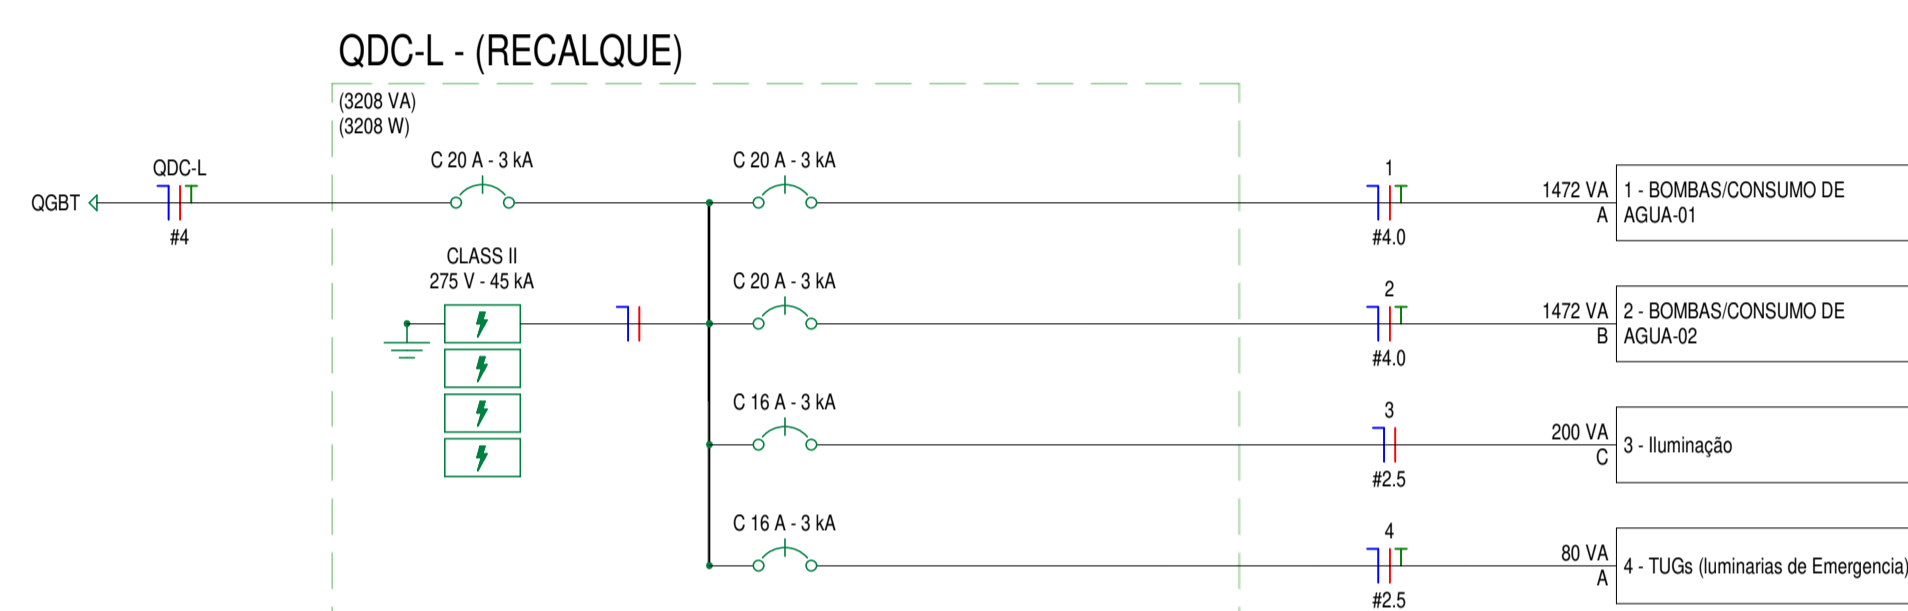 QDC-L - (RECALQUE)
(3208 VA)
(3208 W)
QGBT
QDC-L
#4
C 20 A - 3 kA
C 20 A - 3 kA
1
#4.0
1472 VA
A
1 - BOMBAS/CONSUMO DE
AGUA-01
CLASS II
275 V - 45 kA
C 20 A - 3 kA
2
#4.0
1472 VA
B
2 - BOMBAS/CONSUMO DE
AGUA-02
C 16 A - 3 kA
3
#2.5
200 VA
C
3 - Iluminação
C 16 A - 3 kA
4
#2.5
80 VA
A
4 - TUGs (luminarias de Emergencia)